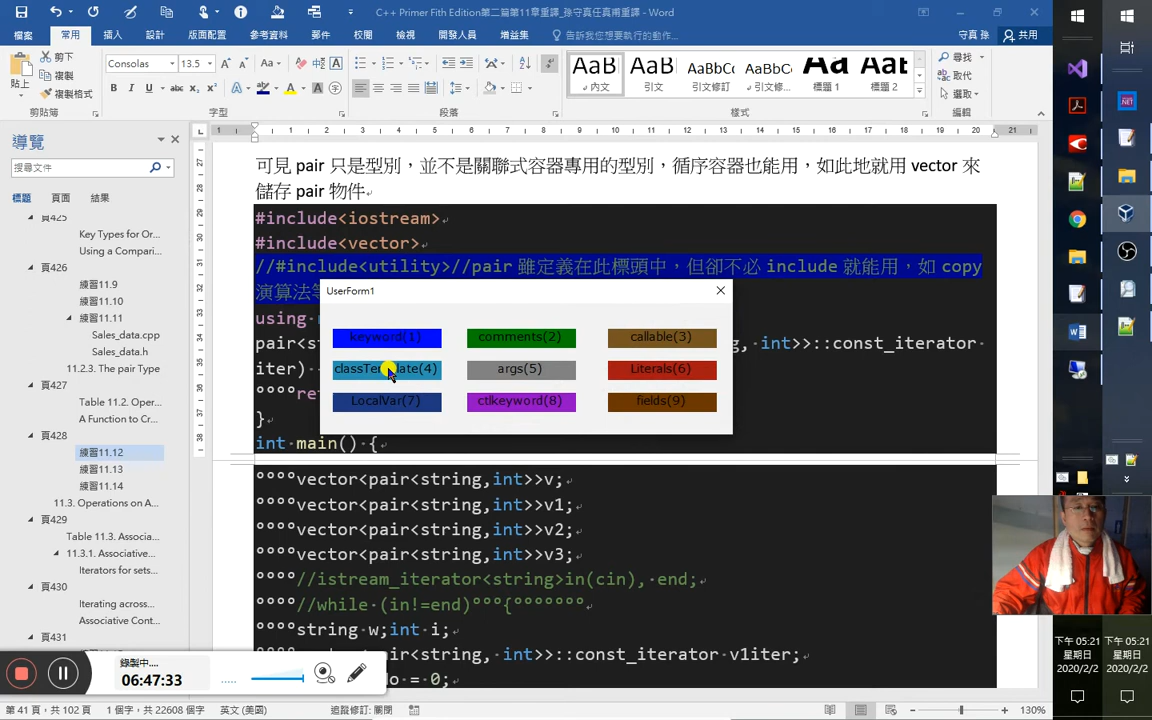 C++ Primer Fifth Edition第二篇第11章重譯_孫守真任真甫重譯 - Word
檔案 常用 插入 設計 版面配置 參考資料 郵件 校閱 檢視 開發人員 增益集 告訴我您想要執行的動作... 守真 孫 共用
剪下
複製
複製格式
貼上
Consolas 13.5
AaB AaB AaBbC AaBbC AaB AaB
內文 引文 引文修訂 引文修... 標題 1 標題 2
尋找
取代
選取
剪貼簿 字型 段落 樣式 編輯
導覽
搜尋文件
標題 頁面 結果
頁425
Key Types for Or...
Using a Compari...
頁426
練習11.9
練習11.10
練習11.11
Sales_data.cpp
Sales_data.h
11.2.3. The pair Type
頁427
Table 11.2. Oper...
A Function to Cr...
頁428
練習11.12
練習11.13
練習11.14
11.3. Operations on A...
頁429
Table 11.3. Associa...
11.3.1. Associative...
Iterators for sets...
頁430
Iterating across...
Associative Cont...
頁431
可見 pair 只是型別，並不是關聯式容器專用的型別，循序容器也能用，如此地就用 vector 來
儲存 pair 物件
#include<iostream>
#include<vector>
//#include<utility>//pair 雖定義在此標頭中，但卻不必 include 就能用，如 copy
演算法等
using
pair<s
g, int>>::const_iterator
iter)
re
}
int main() {
vector<pair<string,int>>v;
vector<pair<string,int>>v1;
vector<pair<string,int>>v2;
vector<pair<string,int>>v3;
//istream_iterator<string>in(cin), end;
//while (in!=end) {
string w;int i;
pair<string, int>>::const_iterator v1iter;
o = 0;
UserForm1
keyword(1) comments(2) callable(3)
args(5) Literals(6)
LocalVar(7) ctlkeyword(8) fields(9)
錄製中....
06:47:33
第 41 頁，共 102 頁 1 個字，共 22608 個字 英文 (美國) 追蹤修訂: 關閉 130%
下午 05:21
星期日
2020/2/2
下午 05:21
星期日
2020/2/2